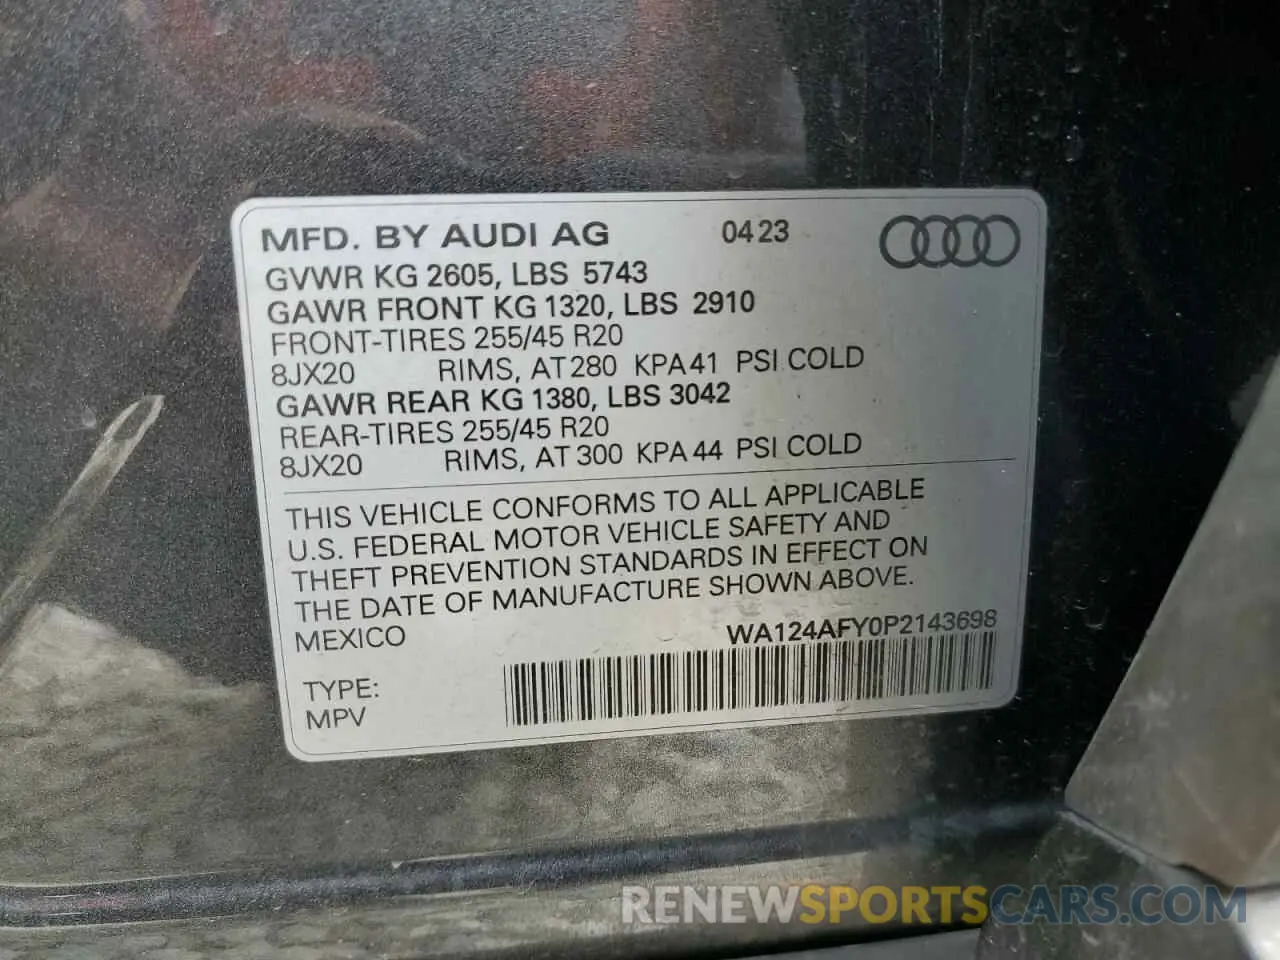 MFD. BY AUDI AG 0423
GVWR KG 2605, LBS 5743
GAWR FRONT KG 1320, LBS 2910
FRONT-TIRES 255/45 R20
8JX20 RIMS, AT 280 KPA 41 PSI COLD
GAWR REAR KG 1380, LBS 3042
REAR-TIRES 255/45 R20
8JX20 RIMS, AT 300 KPA 44 PSI COLD
THIS VEHICLE CONFORMS TO ALL APPLICABLE
U.S. FEDERAL MOTOR VEHICLE SAFETY AND
THEFT PREVENTION STANDARDS IN EFFECT ON
THE DATE OF MANUFACTURE SHOWN ABOVE.
MEXICO WA124AFY0P2143698
TYPE:
MPV
RENEWSPORTSCARS.COM